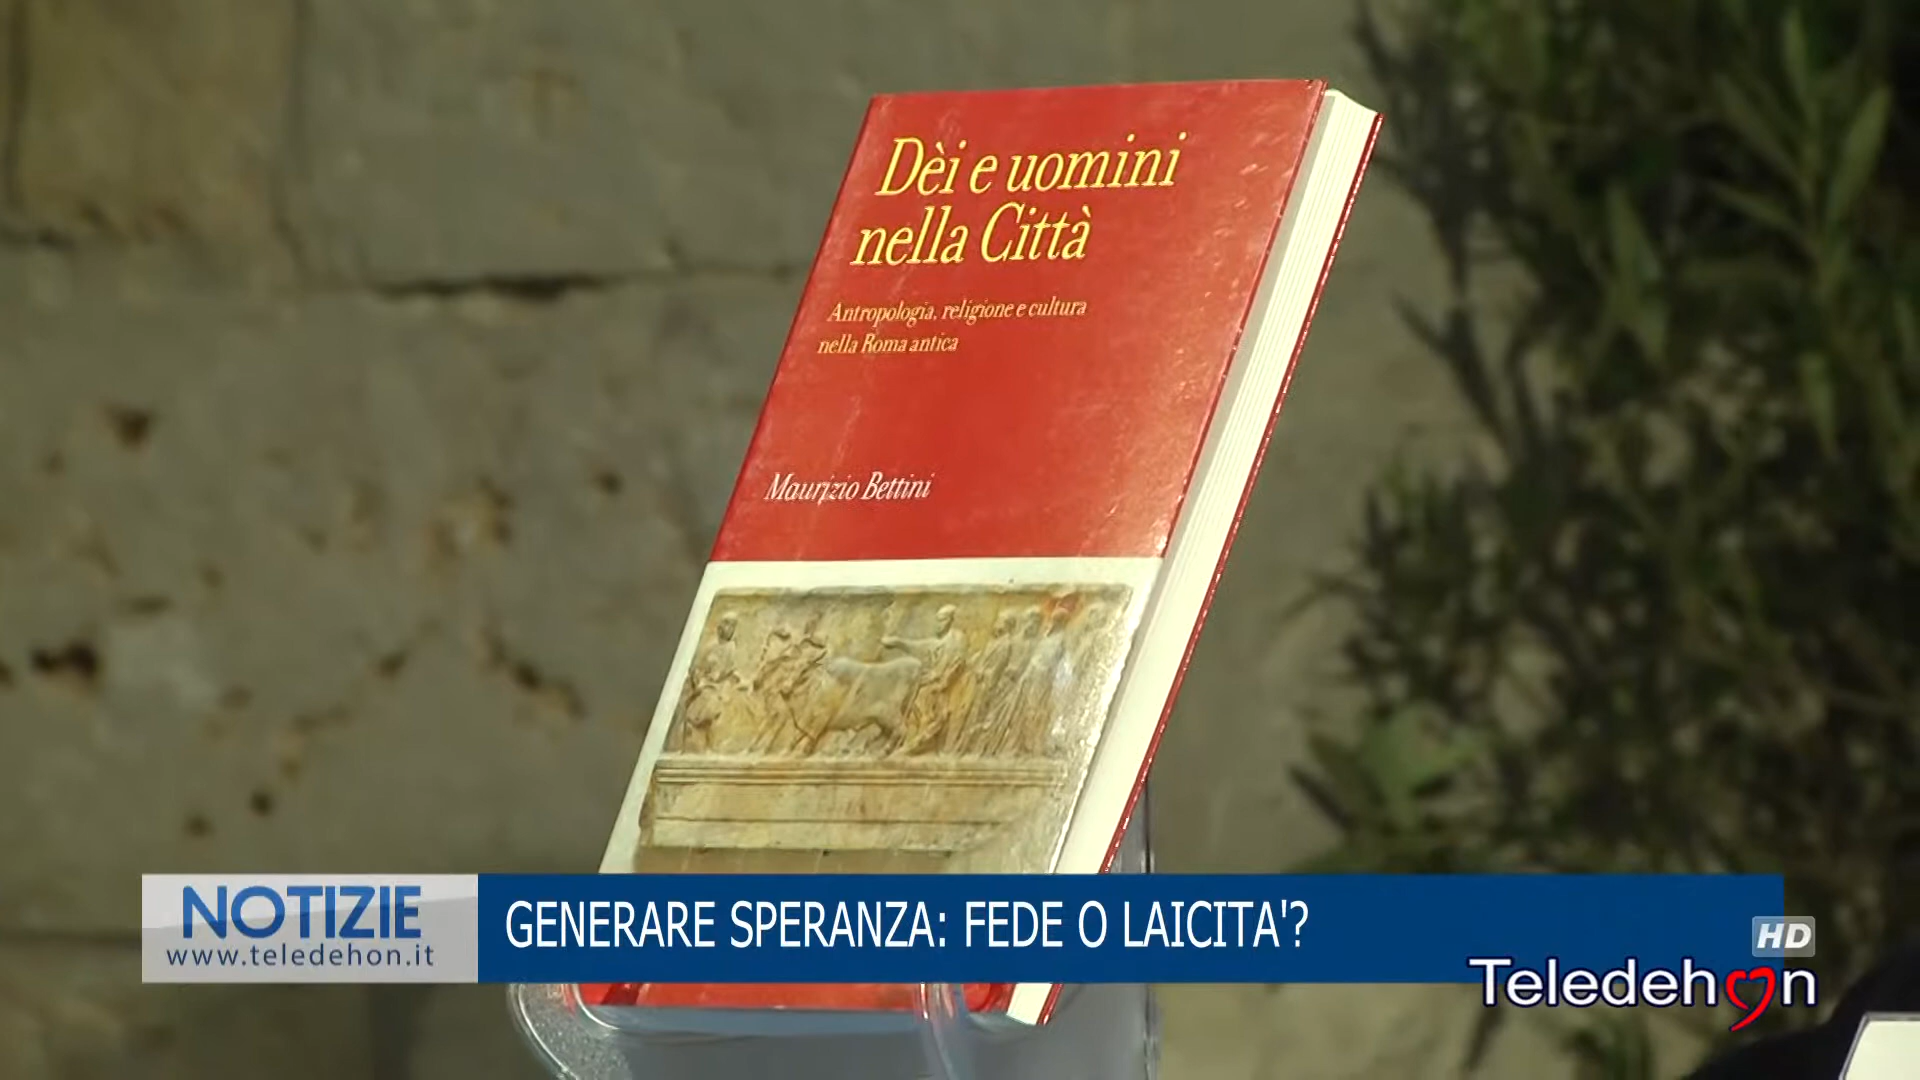 Dèi e uomini
nella Città
Antropologia, religione e cultura
nella Roma antica
Maurizio Bettini
NOTIZIE
www.teledehon.it
GENERARE SPERANZA: FEDE O LAICITA'?
HD
Teledehon